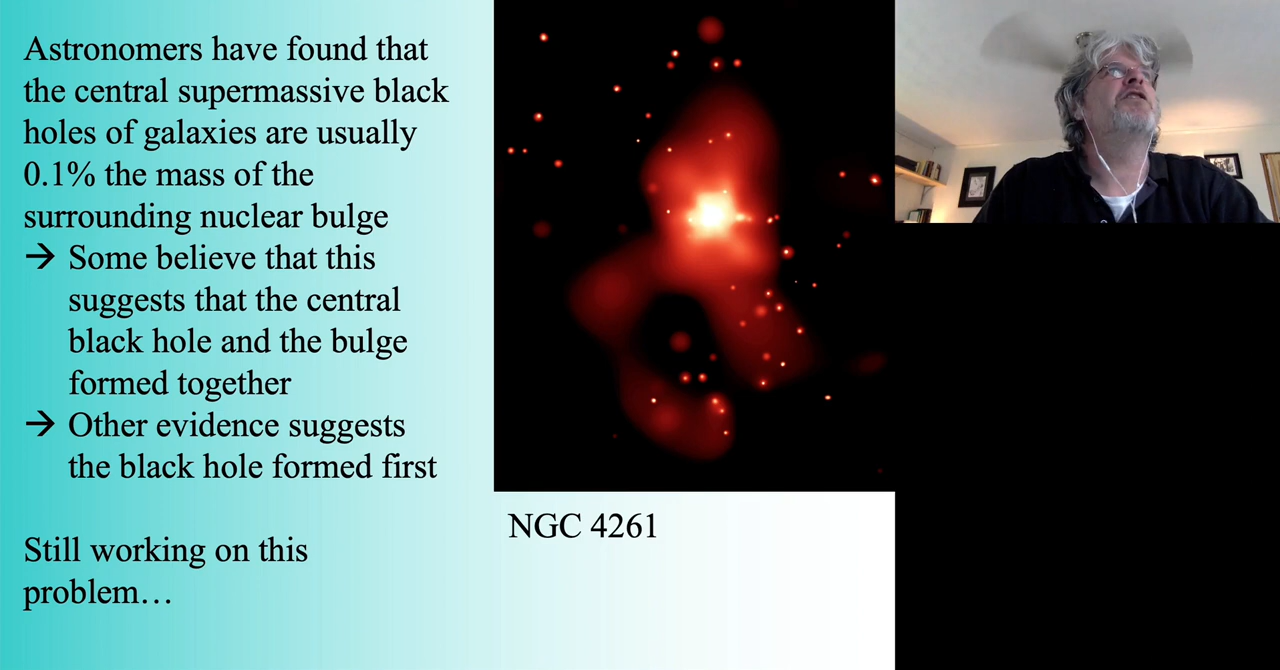 Astronomers have found that
the central supermassive black
holes of galaxies are usually
0.1% the mass of the
surrounding nuclear bulge
→ Some believe that this
suggests that the central
black hole and the bulge
formed together
→ Other evidence suggests
the black hole formed first
Still working on this
problem…
NGC 4261